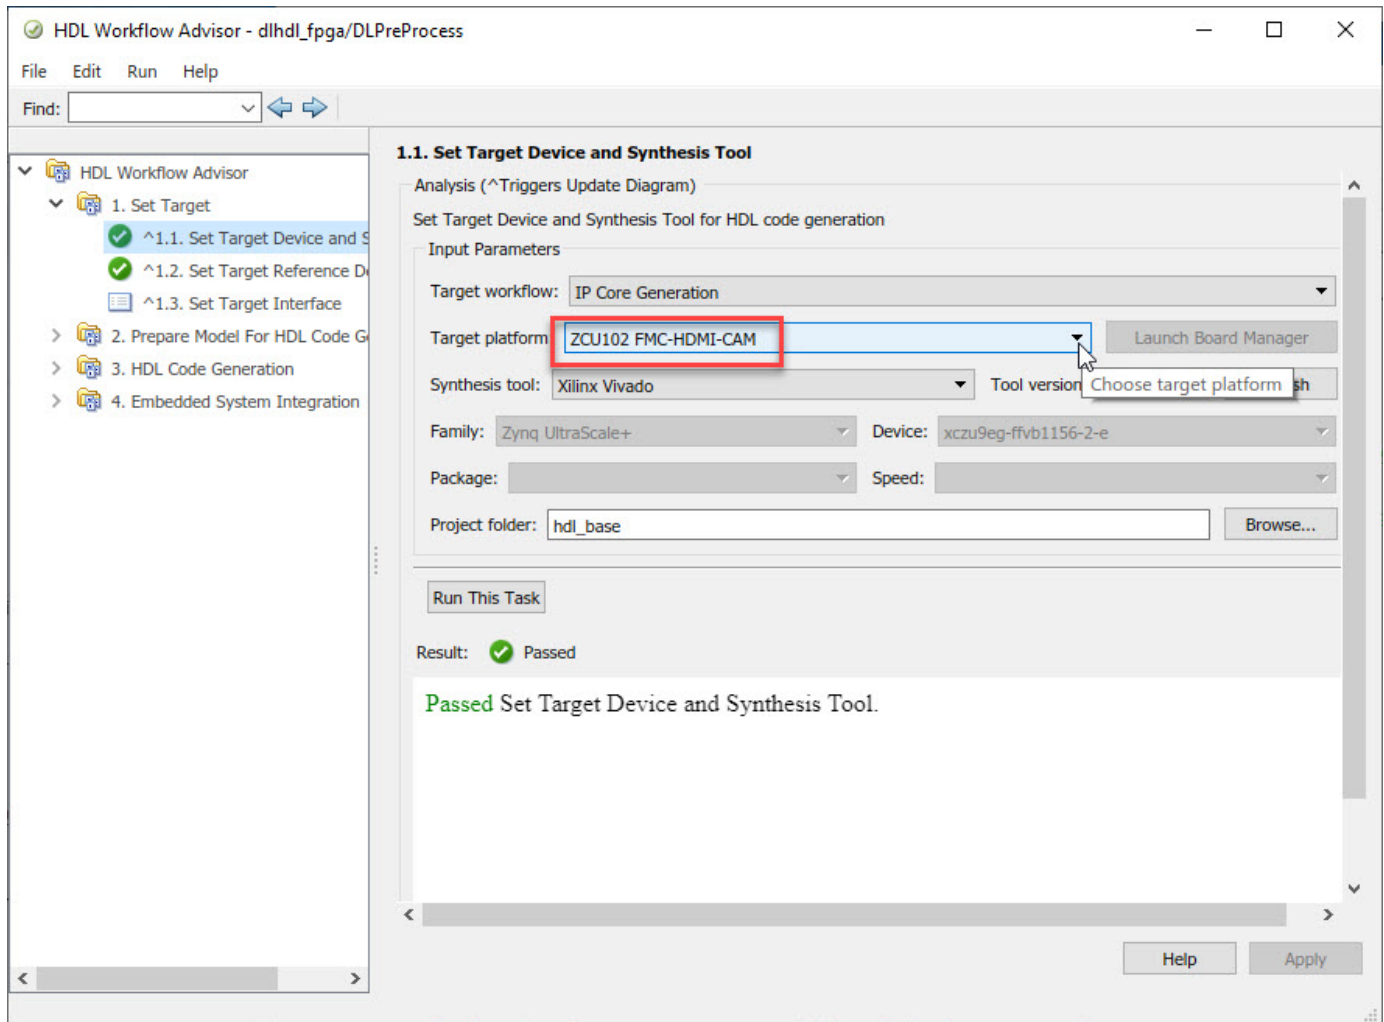 HDL Workflow Advisor - dlhdl_fpga/DLPreProcess
File Edit Run Help
Find:
HDL Workflow Advisor
1. Set Target
^1.1. Set Target Device and S
^1.2. Set Target Reference D
^1.3. Set Target Interface
2. Prepare Model For HDL Code G
3. HDL Code Generation
4. Embedded System Integration
1.1. Set Target Device and Synthesis Tool
Analysis (^Triggers Update Diagram)
Set Target Device and Synthesis Tool for HDL code generation
Input Parameters
Target workflow: IP Core Generation
Target platform ZCU102 FMC-HDMI-CAM Launch Board Manager
Synthesis tool: Xilinx Vivado Tool version Choose target platform sh
Family: Zynq UltraScale+ Device: xczu9eg-ffvb1156-2-e
Package: Speed:
Project folder: hdl_base Browse...
Run This Task
Result: Passed
Passed Set Target Device and Synthesis Tool.
Help Apply